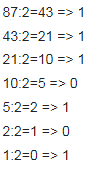 87:2=43 => 1
43:2=21 => 1
21:2=10 => 1
10:2=5 => 0
5:2=2 => 1
2:2=1 => 0
1:2=0 => 1